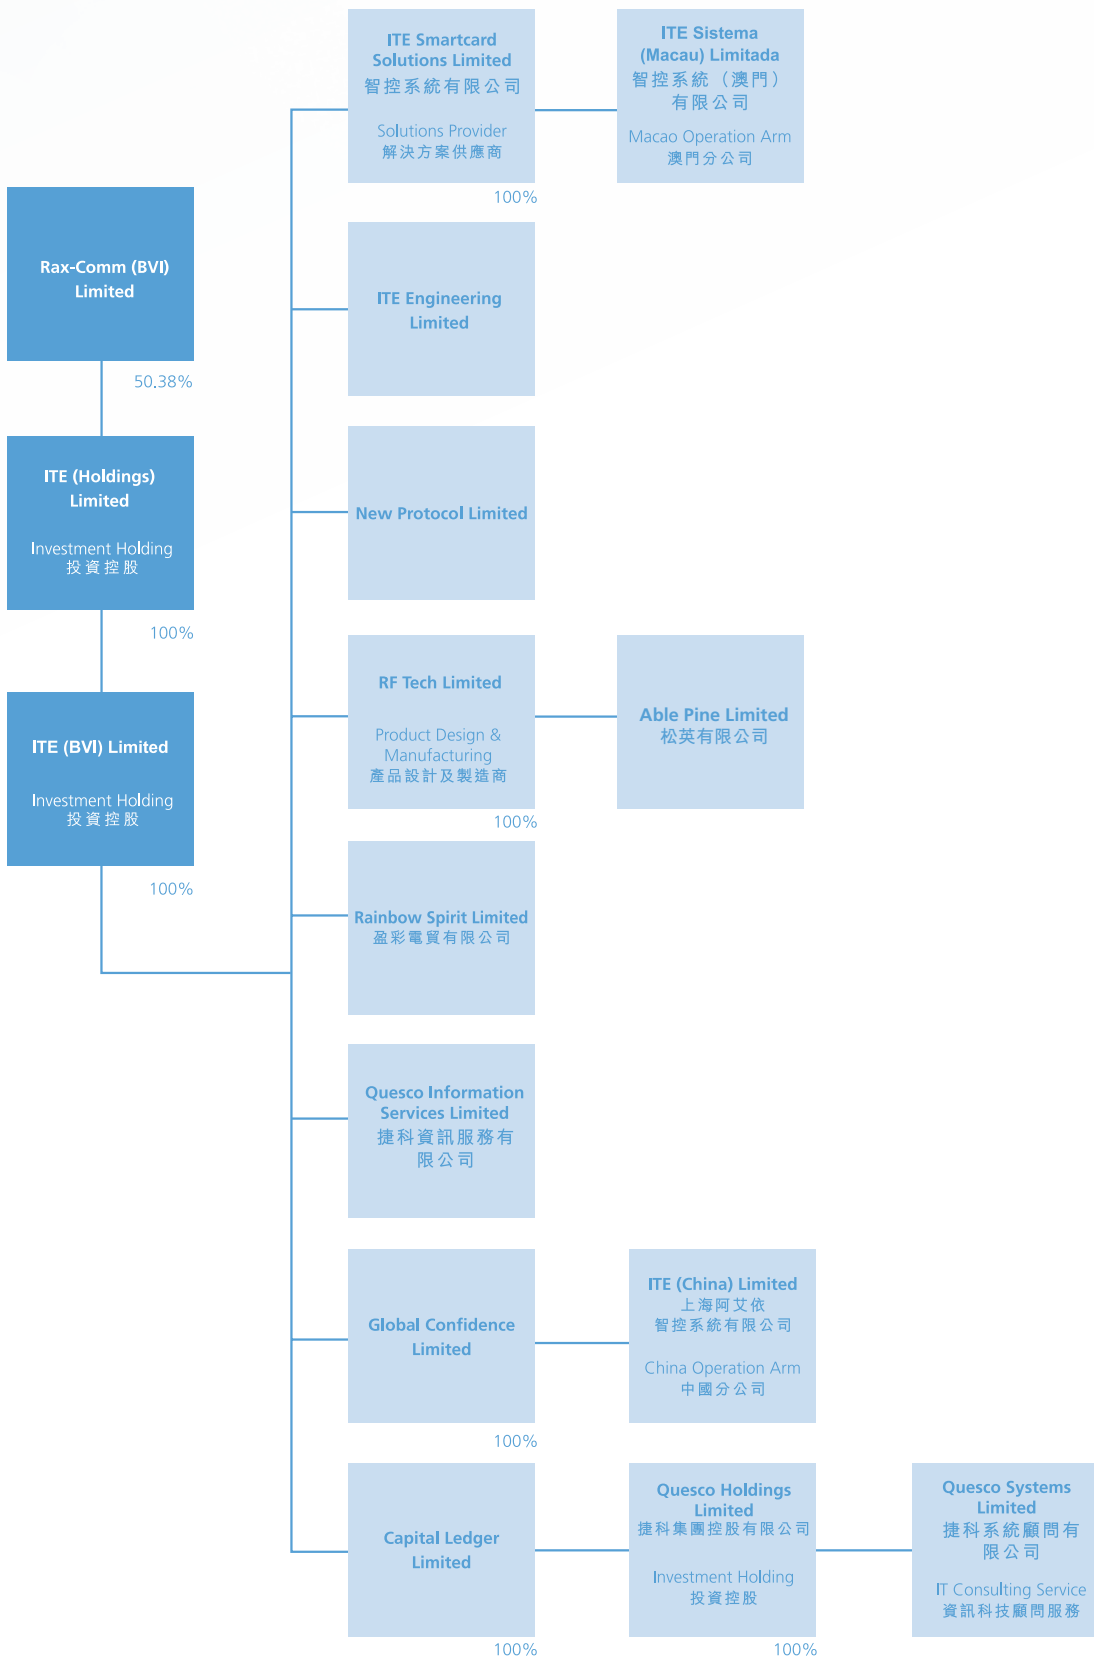 Rax-Comm (BVI)
Limited
50.38%
ITE (Holdings)
Limited
Investment Holding
投資控股
100%
ITE (BVI) Limited
Investment Holding
投資控股
100%
ITE Smartcard
Solutions Limited
智控系統有限公司
Solutions Provider
解決方案供應商
100%
ITE Sistema
(Macau) Limitada
智控系統（澳門）
有限公司
Macao Operation Arm
澳門分公司
ITE Engineering
Limited
New Protocol Limited
RF Tech Limited
Product Design &
Manufacturing
產品設計及製造商
100%
Able Pine Limited
松英有限公司
Rainbow Spirit Limited
盈彩電貿有限公司
Quesco Information
Services Limited
捷科資訊服務有
限公司
Global Confidence
Limited
100%
ITE (China) Limited
上海阿艾依
智控系統有限公司
China Operation Arm
中國分公司
Capital Ledger
Limited
100%
Quesco Holdings
Limited
捷科集團控股有限公司
Investment Holding
投資控股
100%
Quesco Systems
Limited
捷科系統顧問有
限公司
IT Consulting Service
資訊科技顧問服務